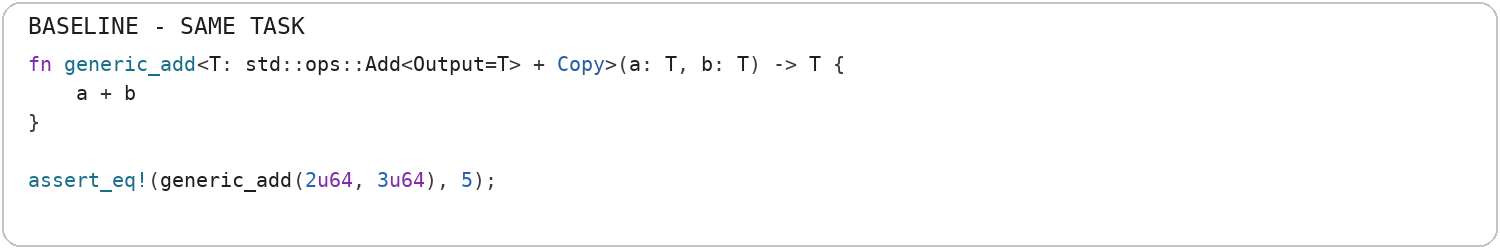 BASELINE - SAME TASK
fn generic_add<T: std::ops::Add<Output=T> + Copy>(a: T, b: T) -> T {
    a + b
}

assert_eq!(generic_add(2u64, 3u64), 5);